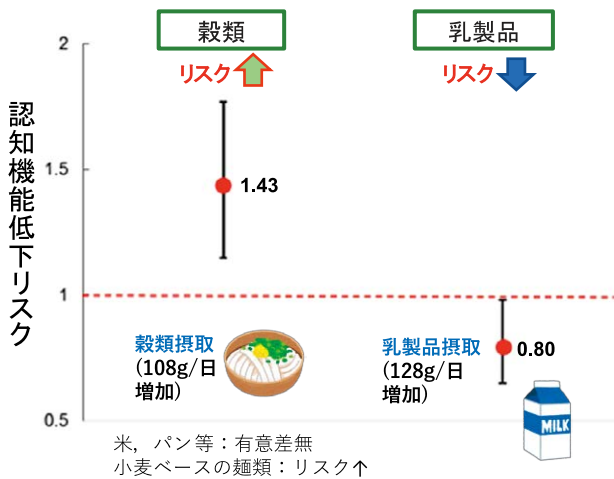 穀類
乳製品
リスク
リスク
認知機能低下リスク
2
1.5
1
0.5
1.43
0.80
穀類摂取
(108g/日
増加)
乳製品摂取
(128g/日
増加)
MILK
米，パン等：有意差無
小麦ベースの麺類：リスク↑